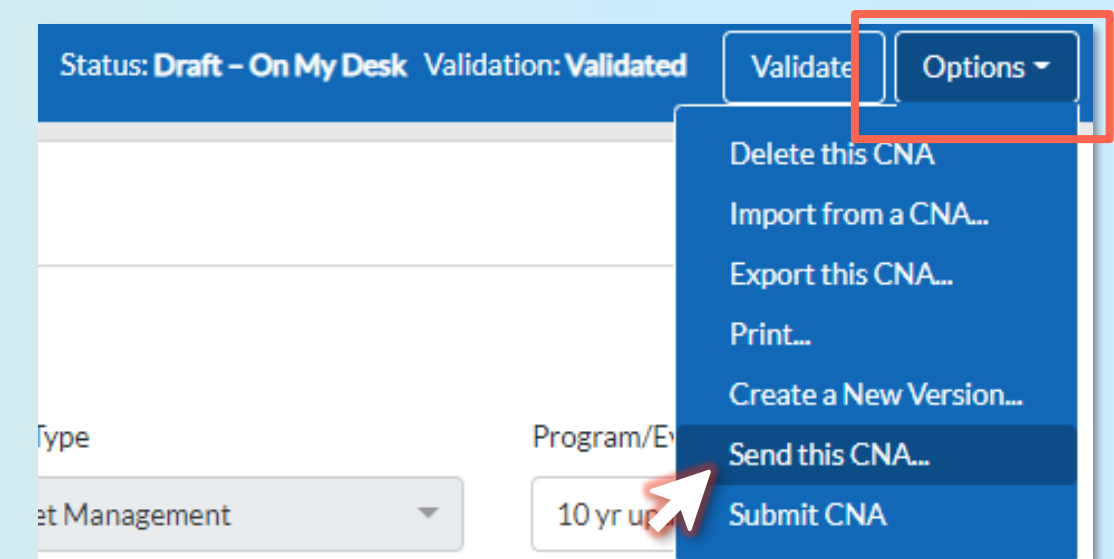 Status: Draft – On My Desk Validation: Validated Validate Options
Delete this CNA
Import from a CNA...
Export this CNA...
Print...
Create a New Version...
Type Program/Ev
Send this CNA...
et Management 10 yr up
Submit CNA